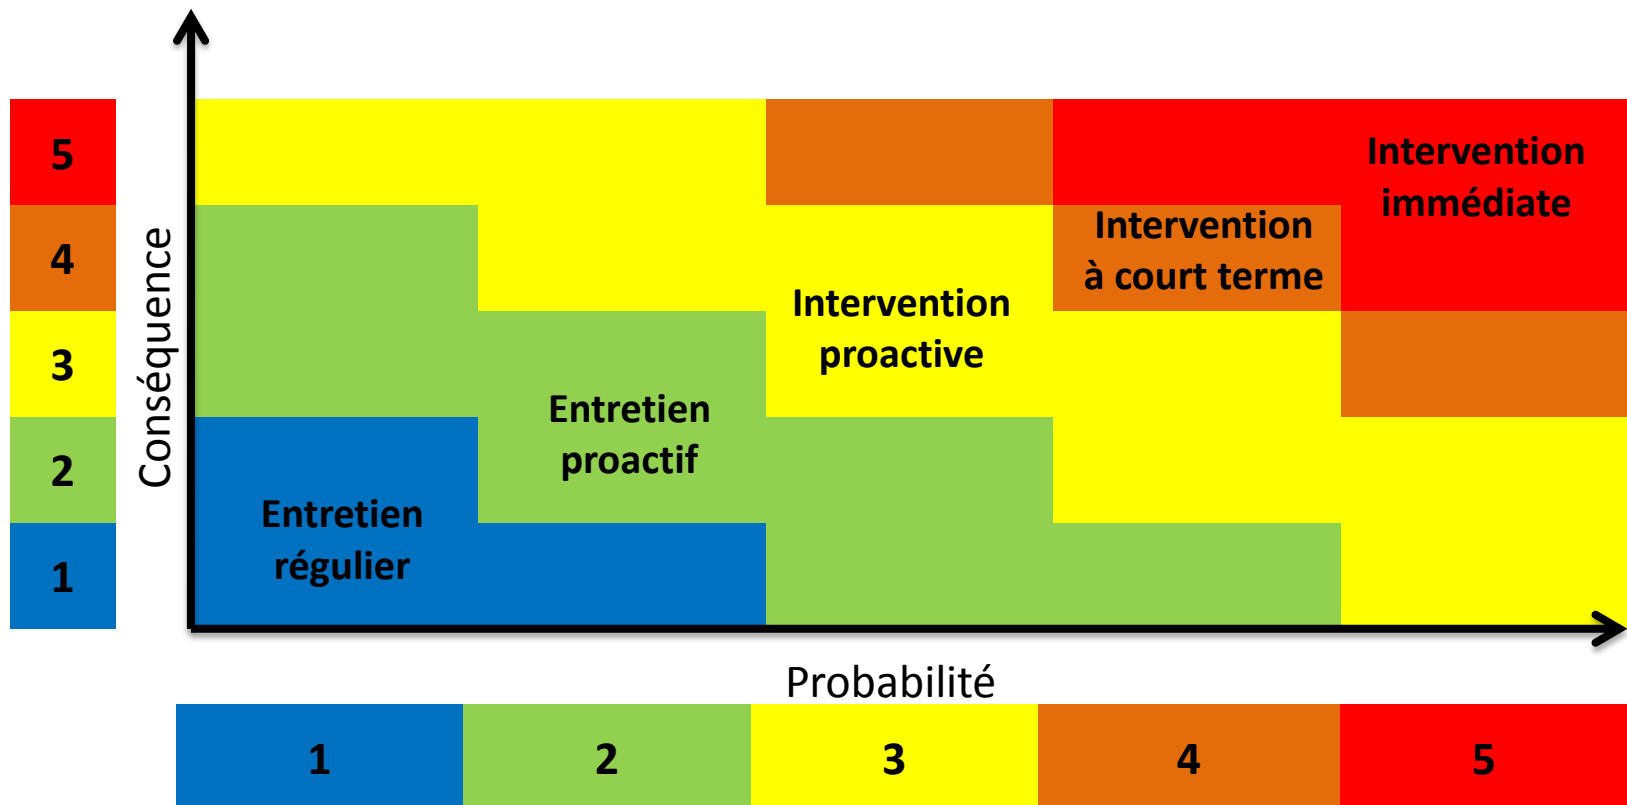 5
4
3
2
1
Conséquence
Intervention
immédiate
Intervention
à court terme
Intervention
proactive
Entretien
proactif
Entretien
régulier
Probabilité
1
2
3
4
5